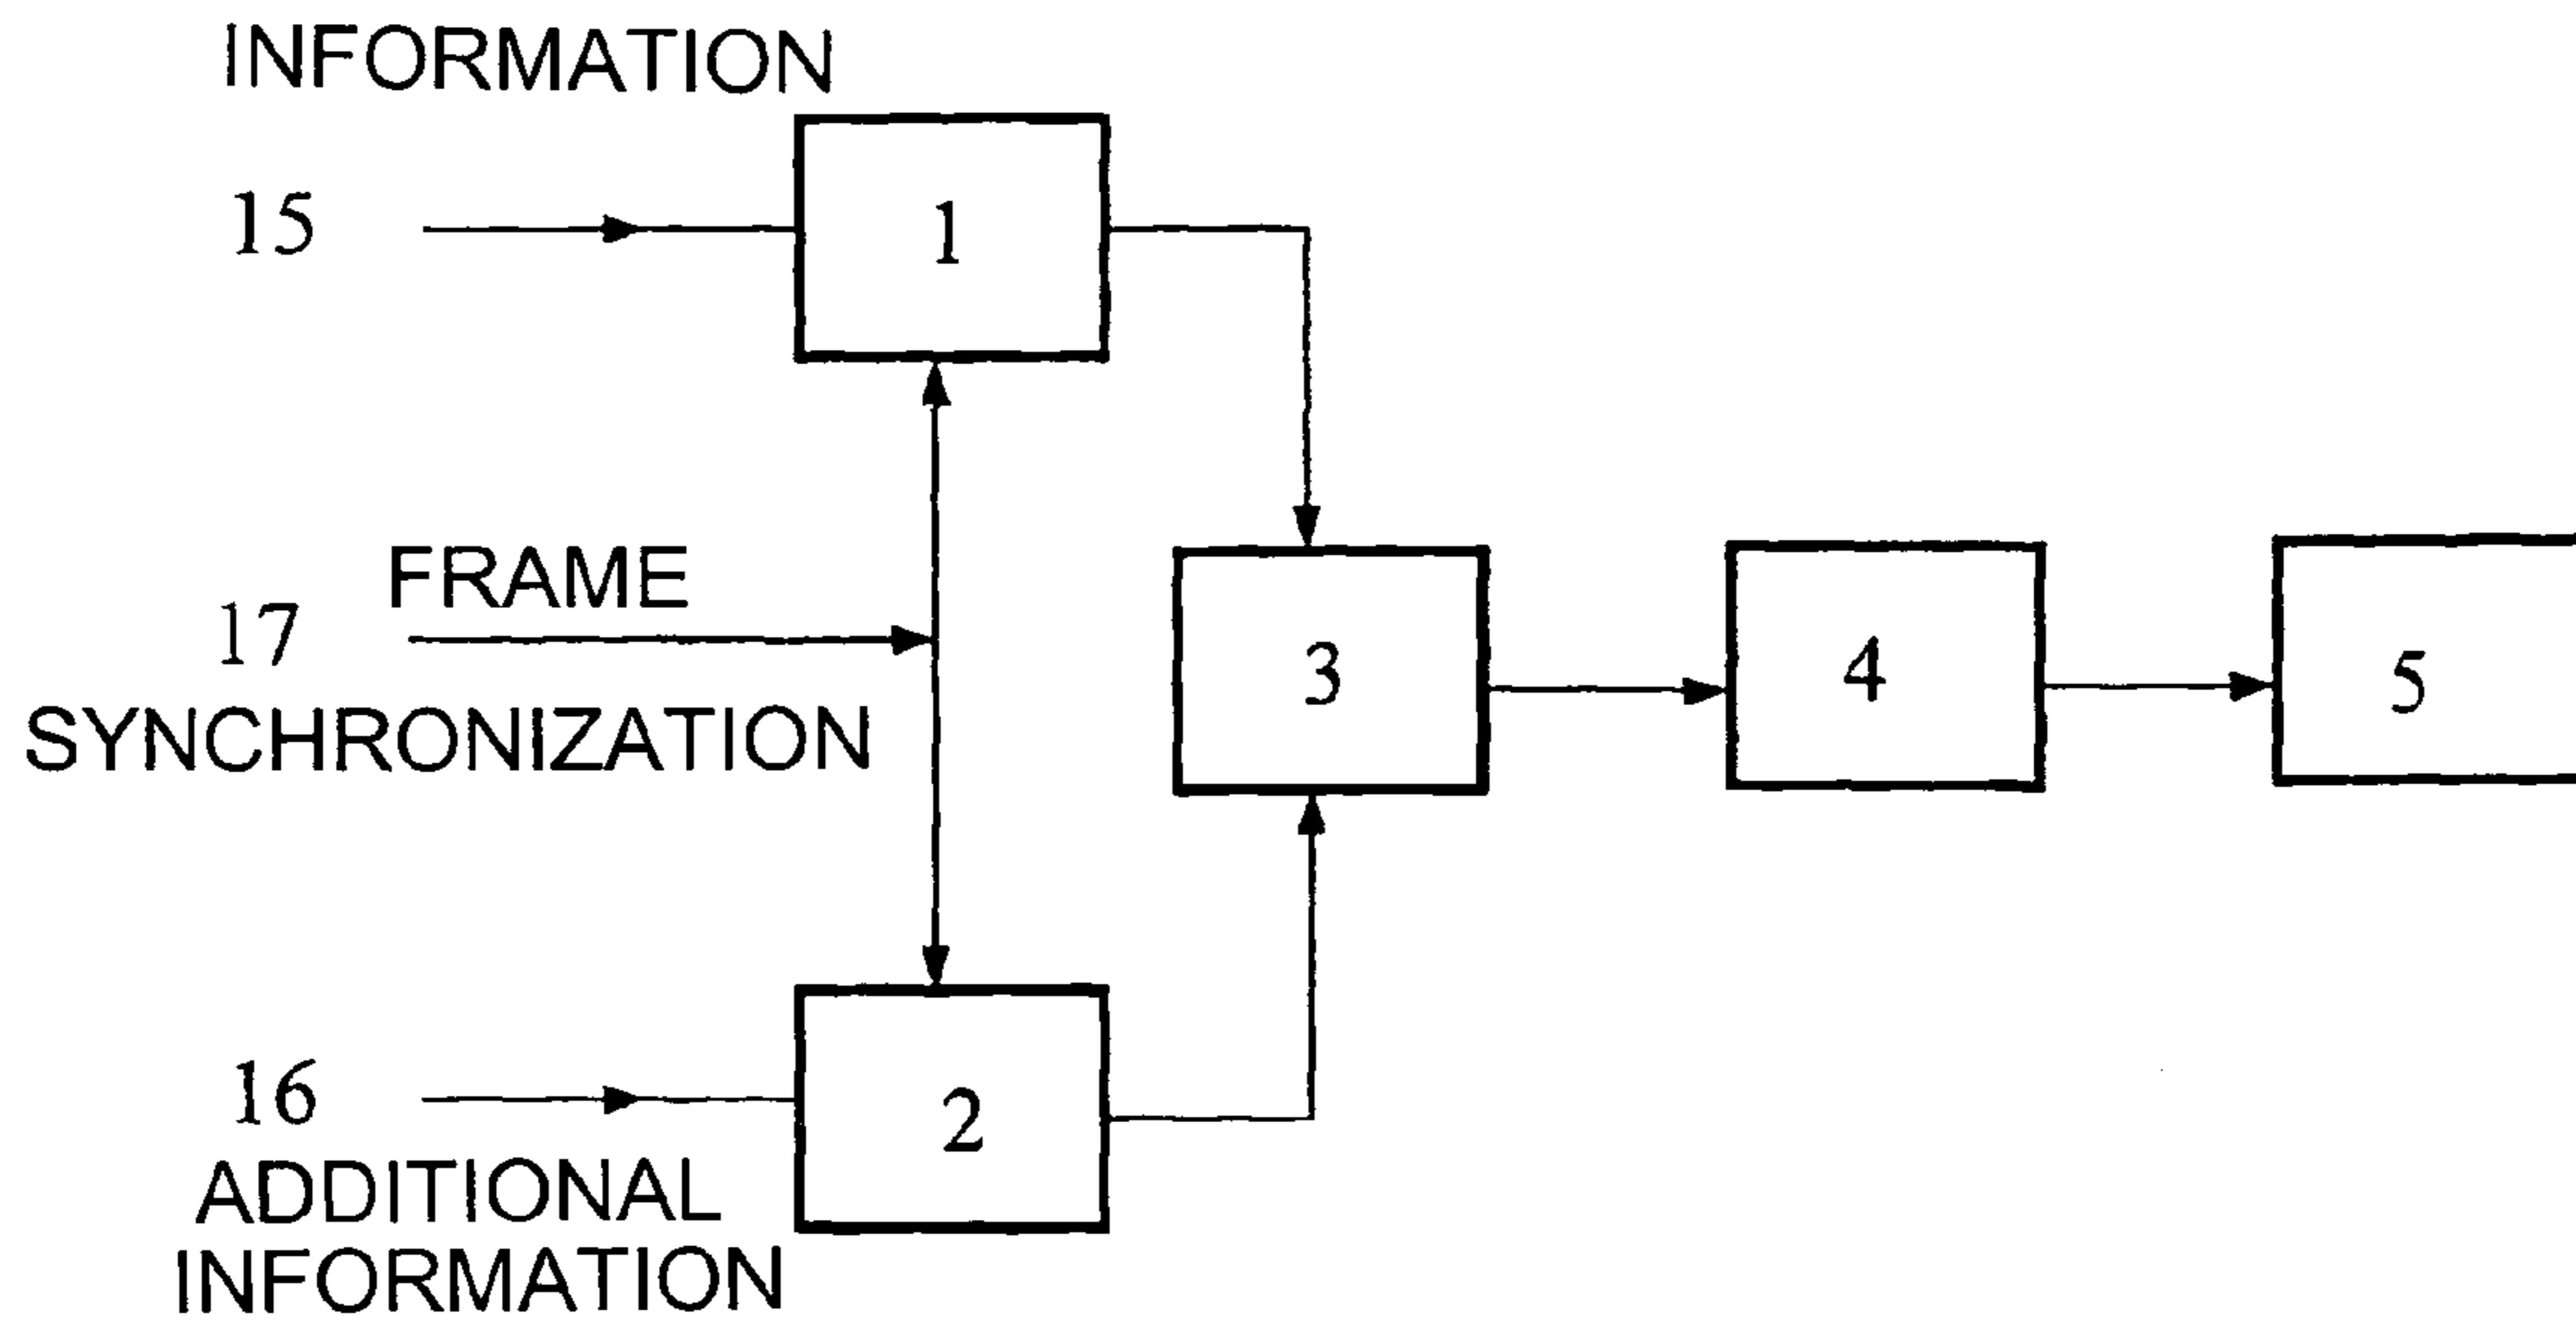 INFORMATION
15
1
FRAME
17
SYNCHRONIZATION
3
4
5
16
2
ADDITIONAL
INFORMATION